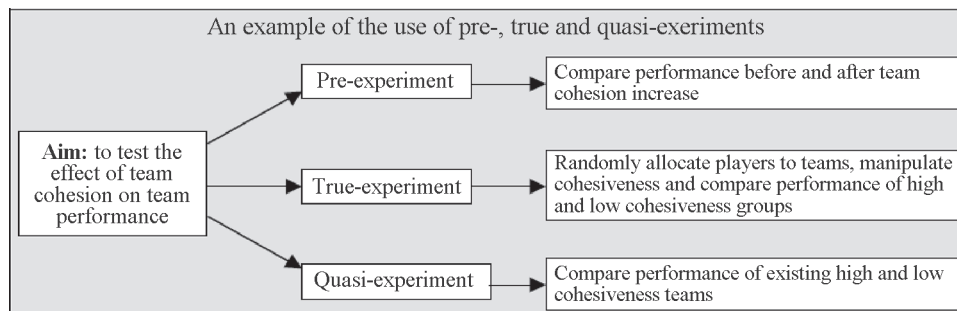 An example of the use of pre-, true and quasi-exeriments
Pre-experiment
Compare performance before and after team
cohesion increase
Aim: to test the
effect of team
cohesion on team
performance
True-experiment
Randomly allocate players to teams, manipulate
cohesiveness and compare performance of high
and low cohesiveness groups
Quasi-experiment
Compare performance of existing high and low
cohesiveness teams